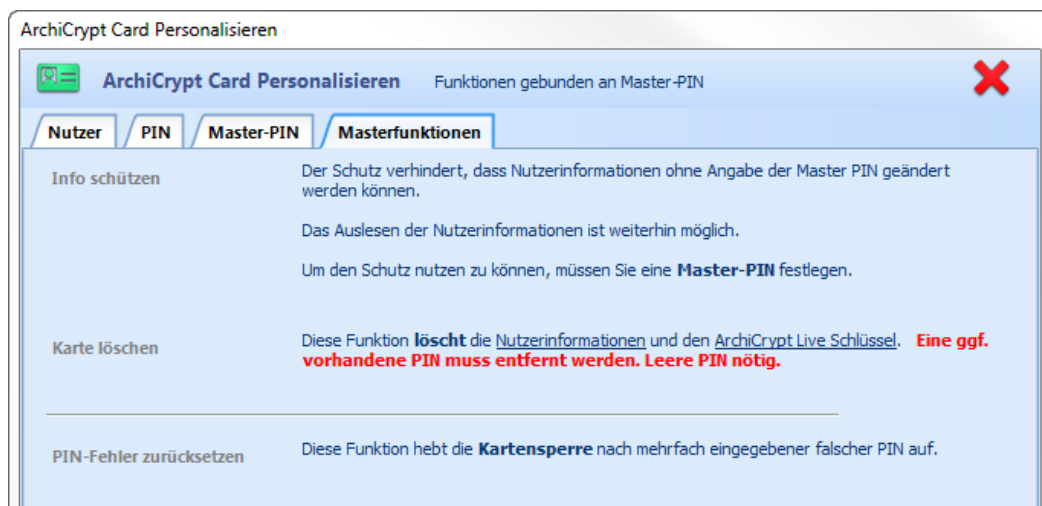 ArchiCrypt Card Personalisieren
ArchiCrypt Card Personalisieren Funktionen gebunden an Master-PIN
Nutzer PIN Master-PIN Masterfunktionen
Info schützen
Der Schutz verhindert, dass Nutzerinformationen ohne Angabe der Master PIN geändert
werden können.
Das Auslesen der Nutzerinformationen ist weiterhin möglich.
Um den Schutz nutzen zu können, müssen Sie eine Master-PIN festlegen.
Karte löschen
Diese Funktion löscht die Nutzerinformationen und den ArchiCrypt Live Schlüssel. Eine ggf.
vorhandene PIN muss entfernt werden. Leere PIN nötig.
PIN-Fehler zurücksetzen
Diese Funktion hebt die Kartensperre nach mehrfach eingegebener falscher PIN auf.